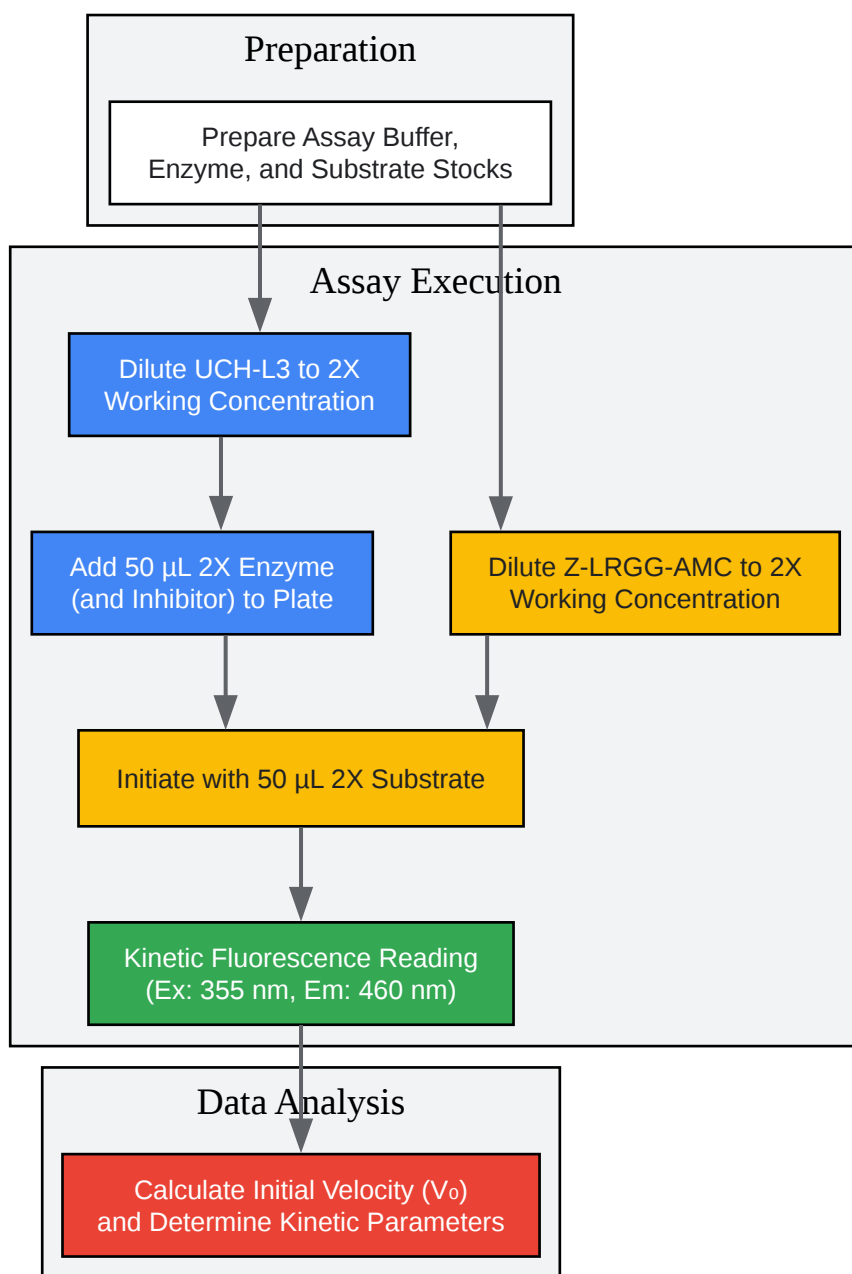 Preparation
Prepare Assay Buffer,
Enzyme, and Substrate Stocks
Assay Execution
Dilute UCH-L3 to 2X
Working Concentration
Add 50 µL 2X Enzyme
(and Inhibitor) to Plate
Dilute Z-LRGG-AMC to 2X
Working Concentration
Initiate with 50 µL 2X Substrate
Kinetic Fluorescence Reading
(Ex: 355 nm, Em: 460 nm)
Data Analysis
Calculate Initial Velocity (V₀)
and Determine Kinetic Parameters